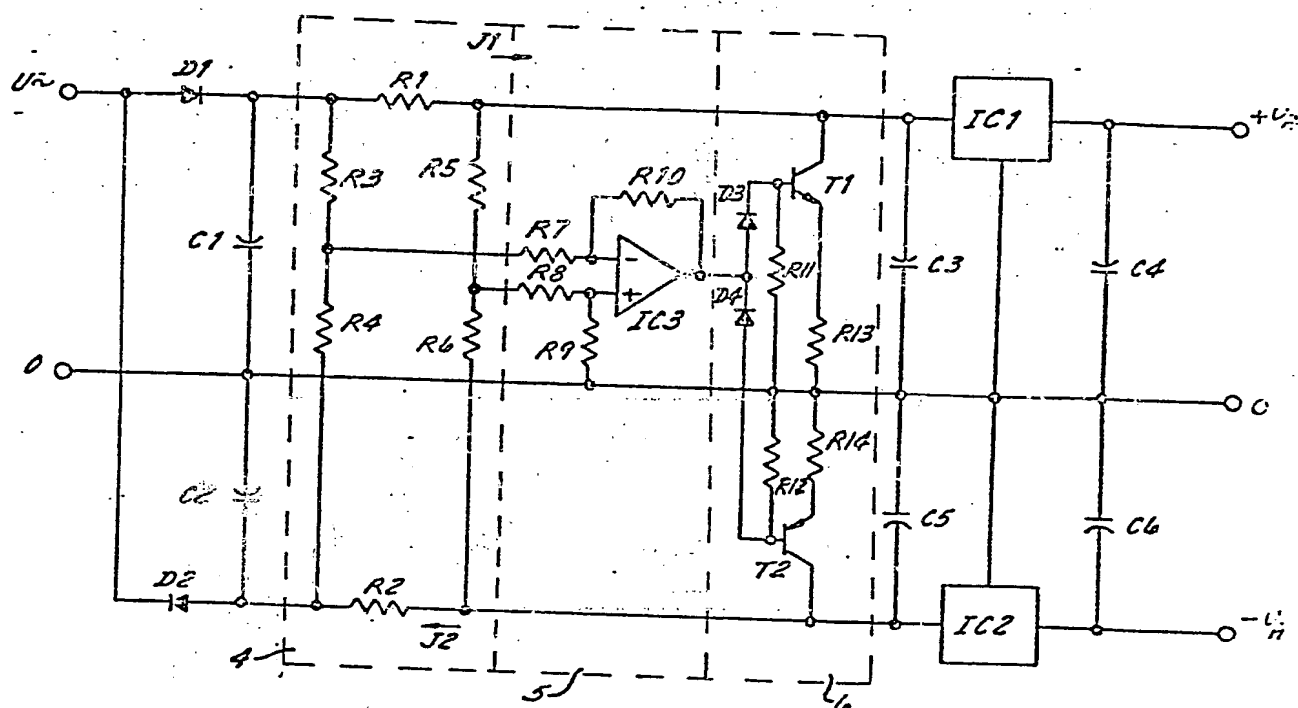 J1
U~ D1 R1 IC1
R3 R5 R10 D3 T1
C1 R7 R11 C3 C4
- R8
D4
+ IC3
R4 R6 R9 R13
0 0
R14
C2 R12 C5 C6
D2 R2 T2
J2 IC2
4 5